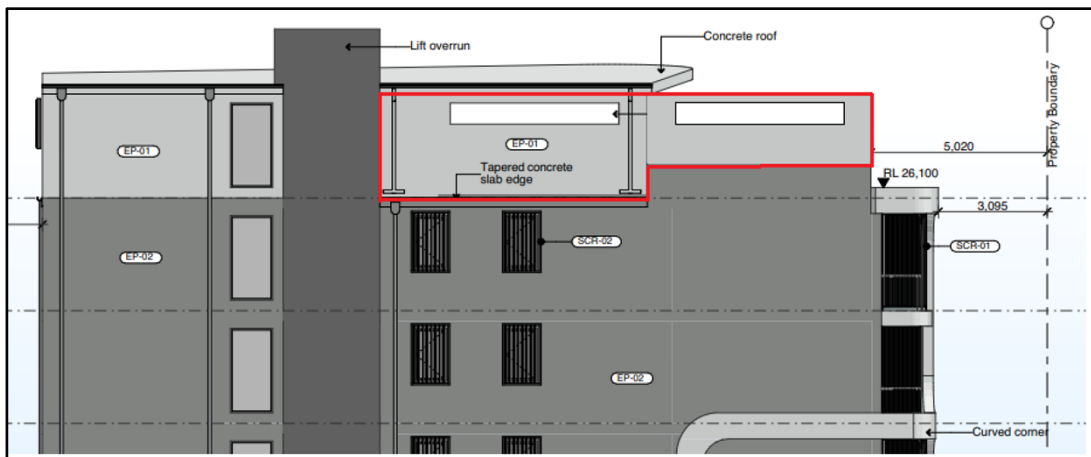 Lift overrun
Concrete roof
Property Boundary
EP-01
EP-01
5,020
Tapered concrete
slab edge
RL 26,100
3,095
SCR-02
SCR-01
EP-02
EP-02
Curved corner